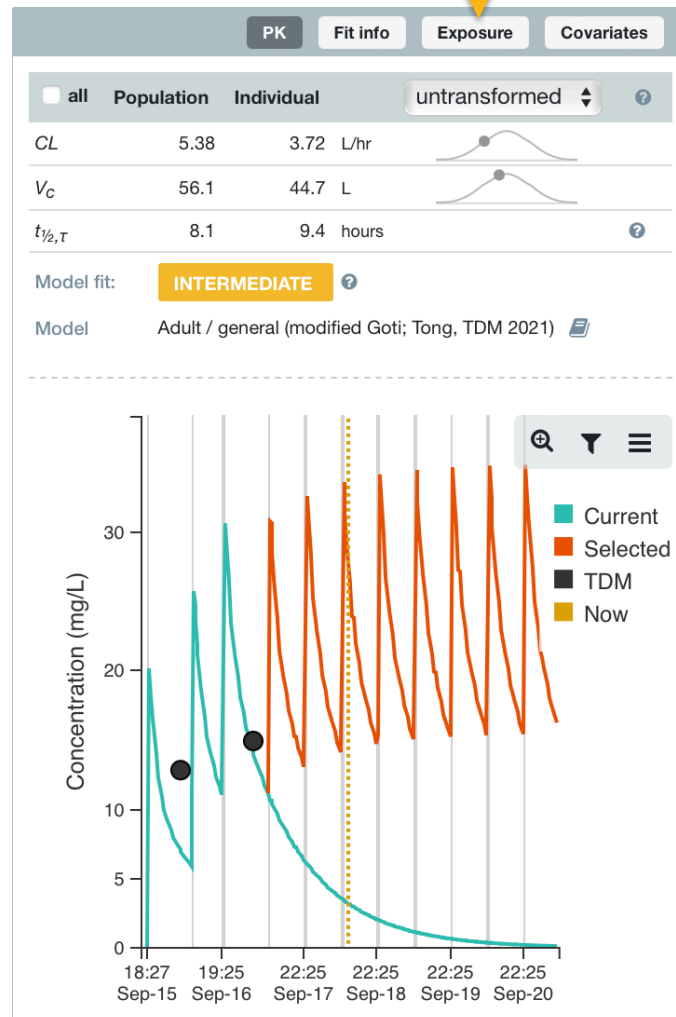 PK Fit info Exposure Covariates
all Population Individual untransformed ?
CL 5.38 3.72 L/hr
Vc 56.1 44.7 L
t½,τ 8.1 9.4 hours ?
Model fit: INTERMEDIATE ?
Model Adult / general (modified Goti; Tong, TDM 2021)
Concentration (mg/L)
30
20
10
5
0
Current
Selected
TDM
Now
18:27 19:25 22:25 22:25 22:25 22:25
Sep-15 Sep-16 Sep-17 Sep-18 Sep-19 Sep-20